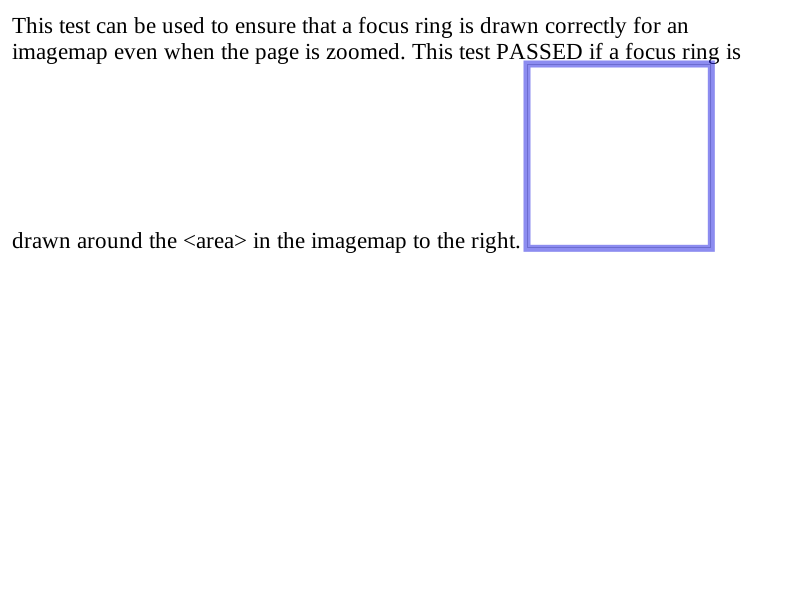 This test can be used to ensure that a focus ring is drawn correctly for an
imagemap even when the page is zoomed. This test PASSED if a focus ring is
drawn around the <area> in the imagemap to the right.